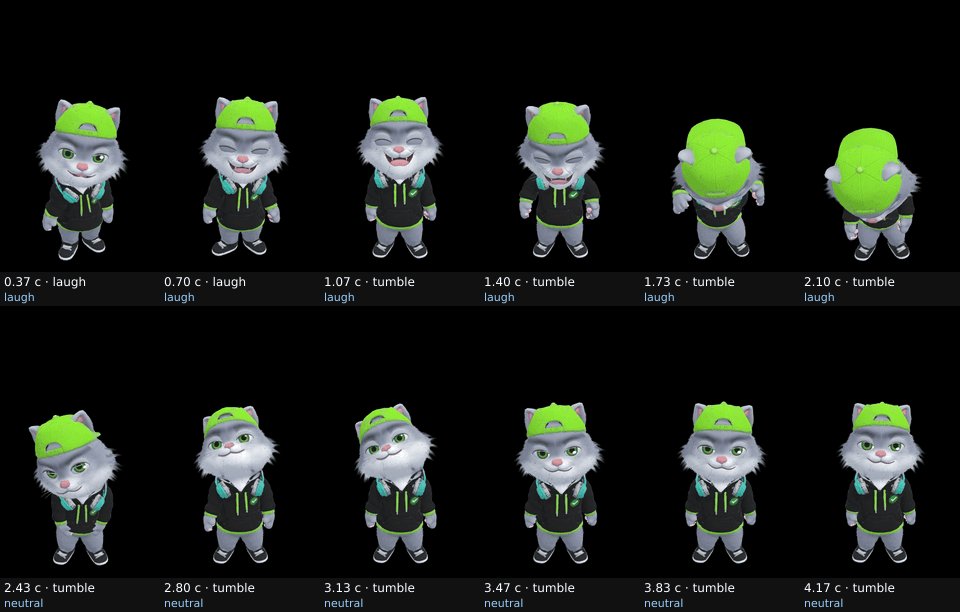 0.37 c · laugh
laugh
0.70 c · laugh
laugh
1.07 c · tumble
laugh
1.40 c · tumble
laugh
1.73 c · tumble
laugh
2.10 c · tumble
laugh
2.43 c · tumble
neutral
2.80 c · tumble
neutral
3.13 c · tumble
neutral
3.47 c · tumble
neutral
3.83 c · tumble
neutral
4.17 c · tumble
neutral